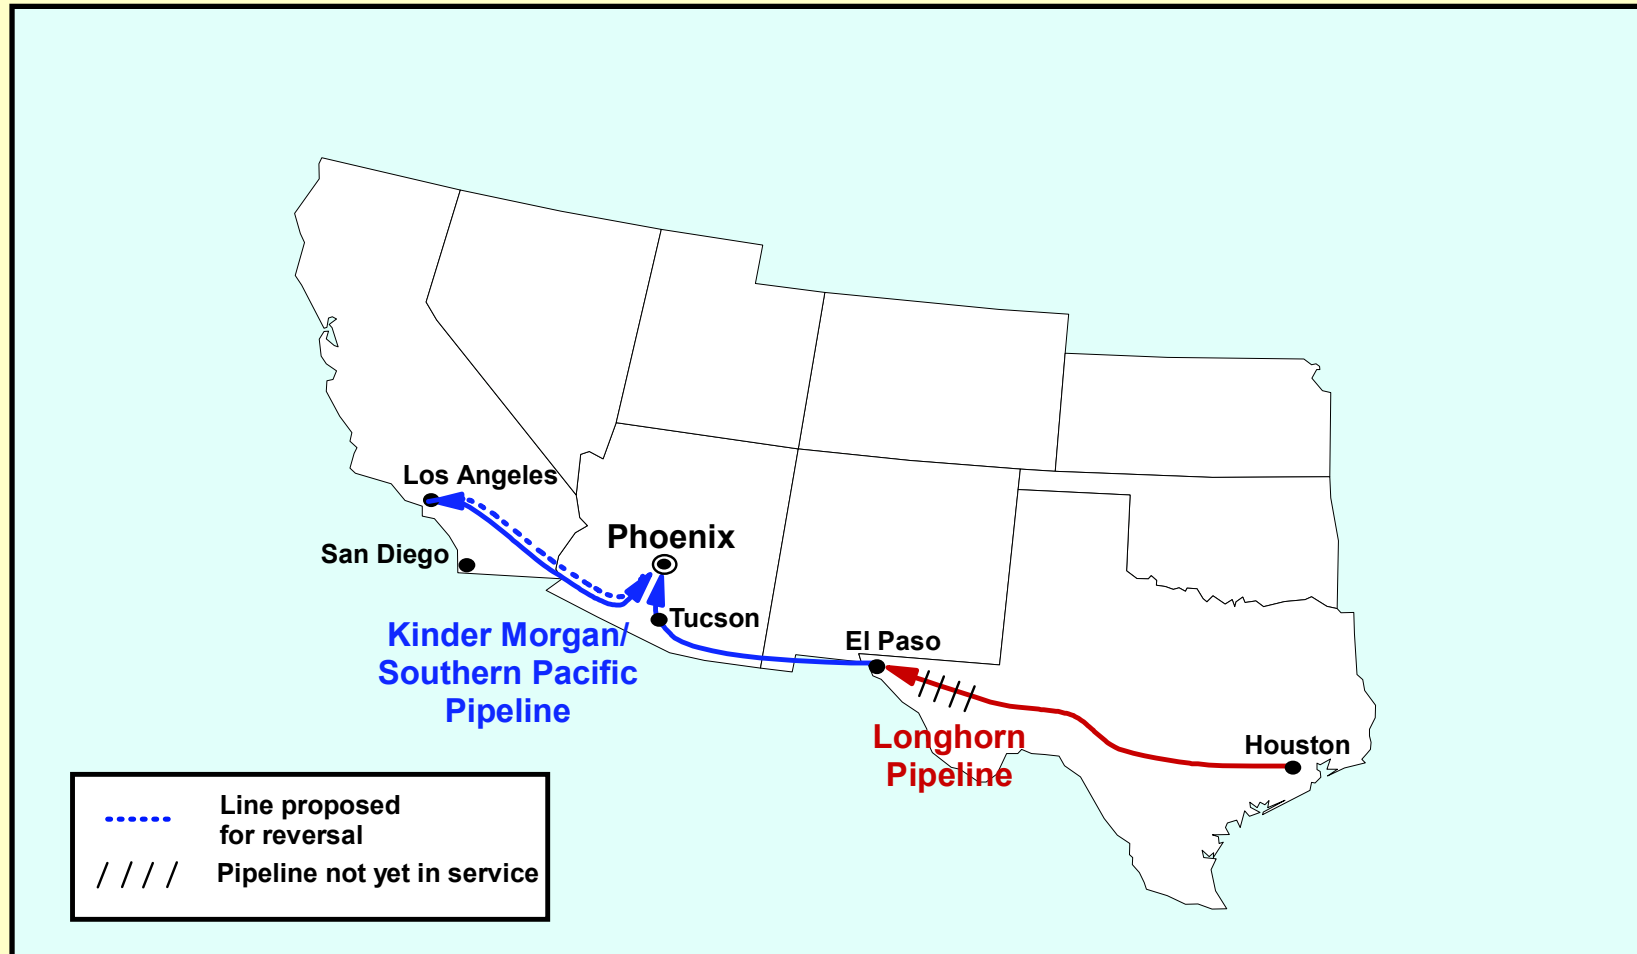 Los Angeles
Phoenix
San Diego
Tucson
Kinder Morgan/
Southern Pacific
Pipeline
El Paso
Longhorn
Pipeline
Houston
Line proposed
for reversal
Pipeline not yet in service